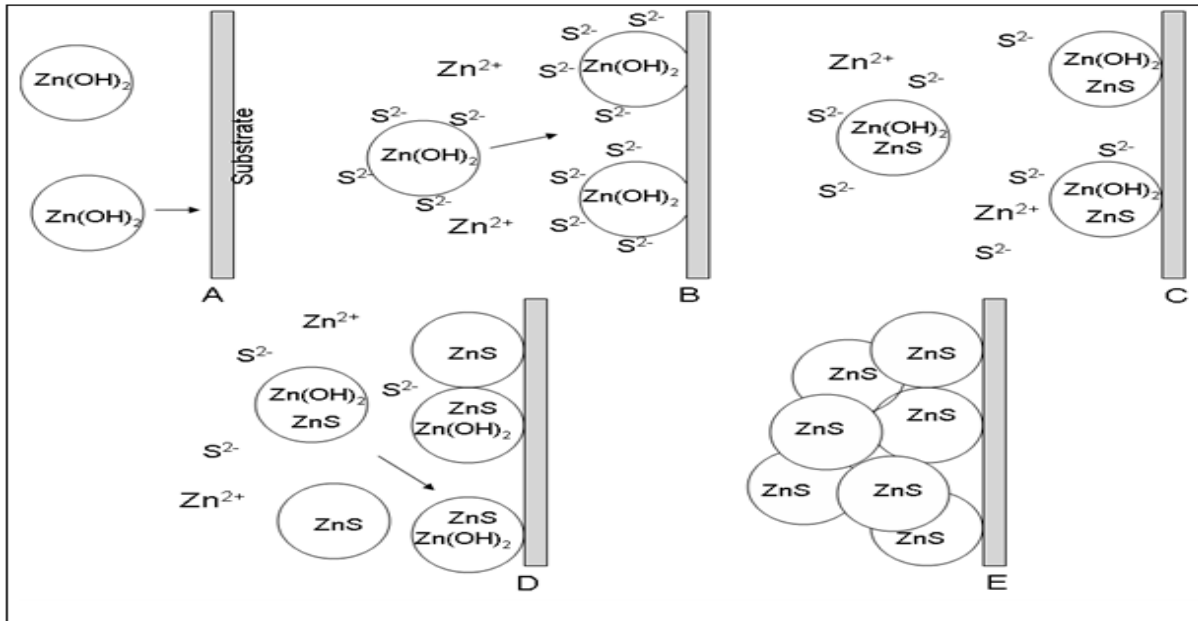 Zn(OH)₂
Zn(OH)₂
Substrate
A
S²⁻
S²⁻
Zn²⁺
S²⁻
Zn(OH)₂
S²⁻
S²⁻
S²⁻
Zn(OH)₂
S²⁻
S²⁻
S²⁻
S²⁻
Zn(OH)₂
Zn²⁺
S²⁻
S²⁻
B
S²⁻
Zn²⁺
S²⁻
S²⁻
Zn(OH)₂
ZnS
S²⁻
Zn(OH)₂
ZnS
S²⁻
S²⁻
Zn²⁺
Zn(OH)₂
ZnS
S²⁻
C
Zn²⁺
S²⁻
Zn(OH)₂
ZnS
S²⁻
S²⁻
Zn²⁺
ZnS
ZnS
ZnS
Zn(OH)₂
ZnS
Zn(OH)₂
D
ZnS
ZnS
ZnS
ZnS
ZnS
ZnS
ZnS
E